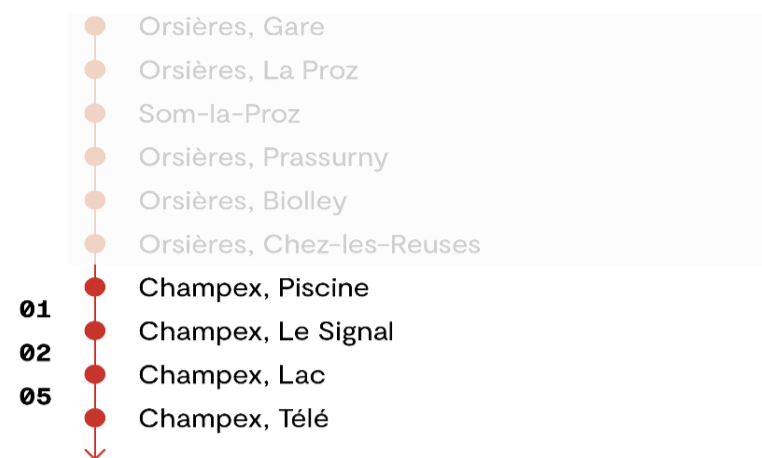 Orsières, Gare
Orsières, La Proz
Som-la-Proz
Orsières, Prassurny
Orsières, Biolley
Orsières, Chez-les-Reuses
Champex, Piscine
01
Champex, Le Signal
02
Champex, Lac
05
Champex, Télé